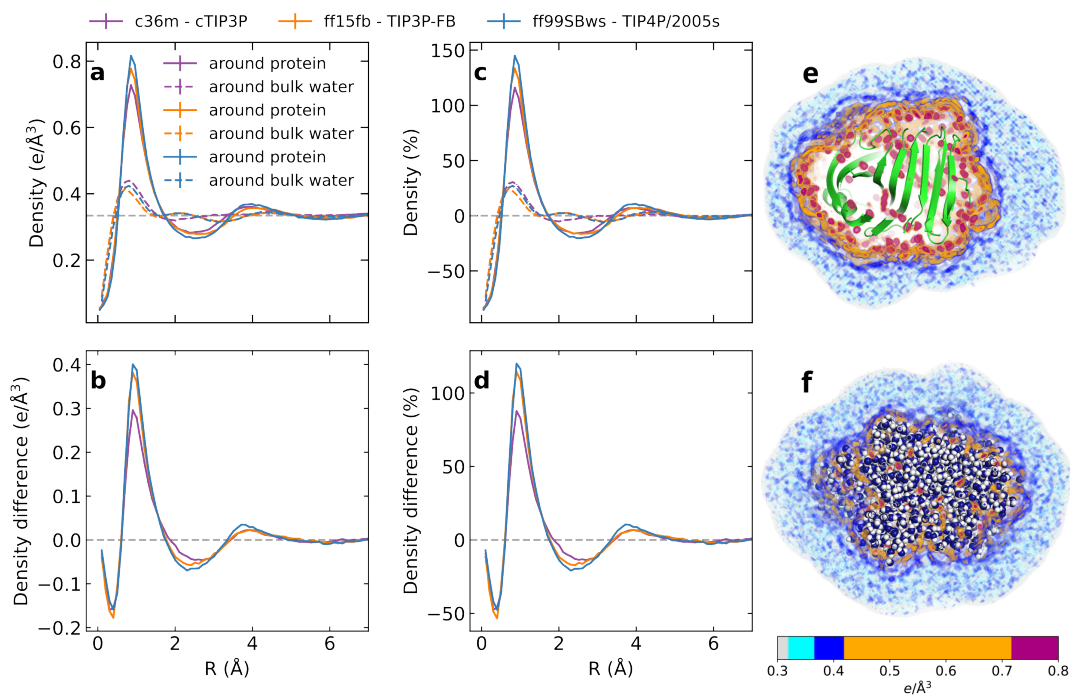 c36m - cTIP3P
ff15fb - TIP3P-FB
ff99SBws - TIP4P/2005s
a
around protein
around bulk water
around protein
around bulk water
around protein
around bulk water
Density (e/Å³)
0.8
0.6
0.4
0.2
c
Density (%)
150
100
50
0
−50
e
b
Density difference (e/Å³)
0.4
0.3
0.2
0.1
0.0
−0.1
−0.2
0 2 4 6
R (Å)
d
Density difference (%)
100
50
0
−50
0 2 4 6
R (Å)
f
0.3 0.4 0.5 0.6 0.7 0.8
e/Å³